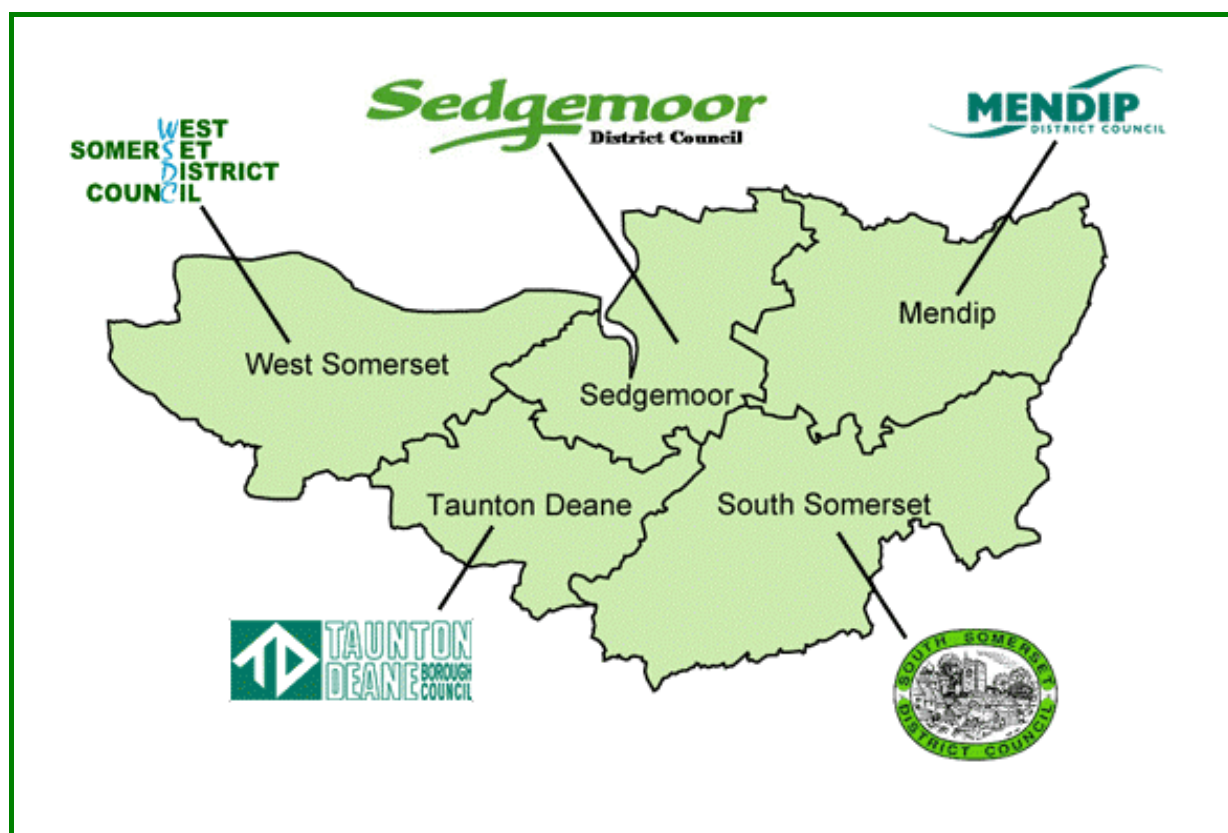 WEST
SOMERSET
DISTRICT
COUNCIL
Sedgemoor
District Council
MENDIP
DISTRICT COUNCIL
West Somerset
Sedgemoor
Mendip
Taunton Deane
South Somerset
TD
TAUNTON
DEANE BOROUGH
COUNCIL
SOUTH SOMERSET
DISTRICT COUNCIL